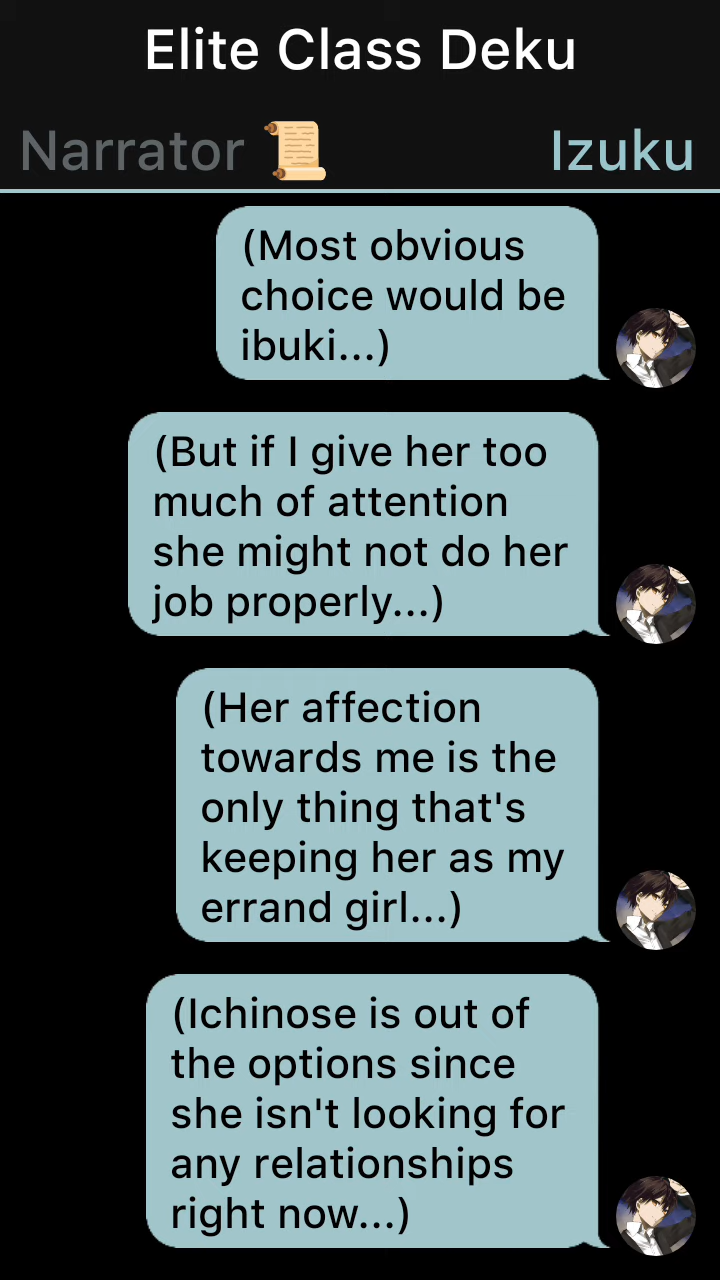 Elite Class Deku
Narrator 📜 Izuku
(Most obvious
choice would be
ibuki...)
(But if I give her too
much of attention
she might not do her
job properly...)
(Her affection
towards me is the
only thing that's
keeping her as my
errand girl...)
(Ichinose is out of
the options since
she isn't looking for
any relationships
right now...)